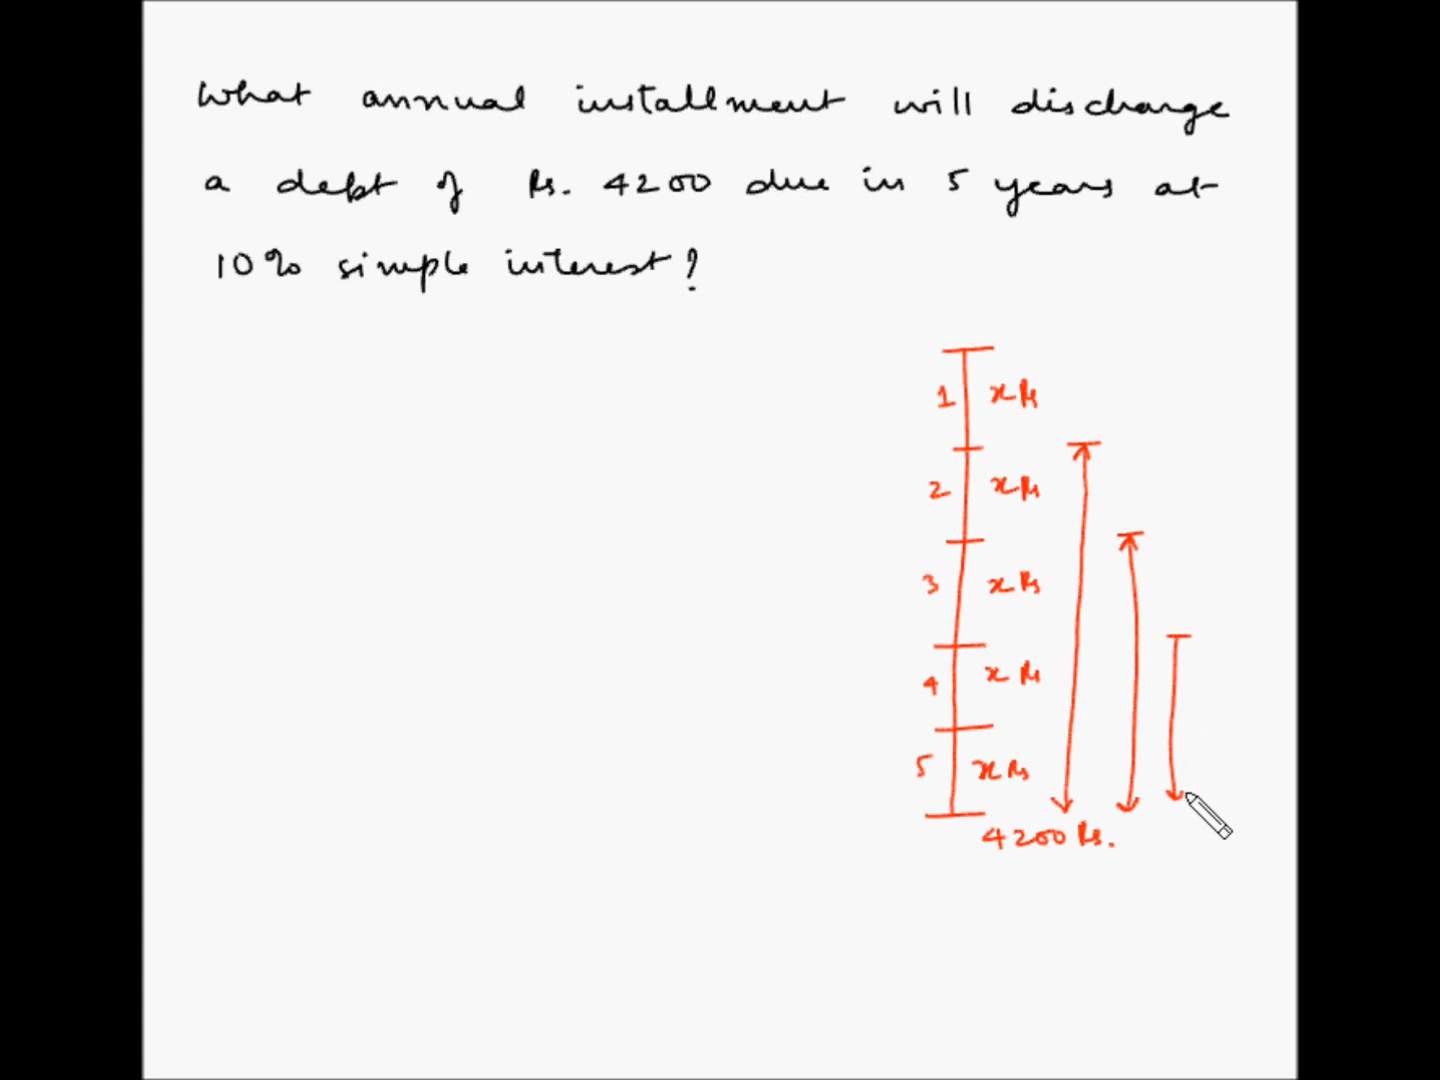 What annual installment will discharge
a debt of Rs. 4200 due in 5 years at
10% simple interest?
1 x Rs
2 x Rs
3 x Rs
4 x Rs
5 x Rs
4200 Rs.